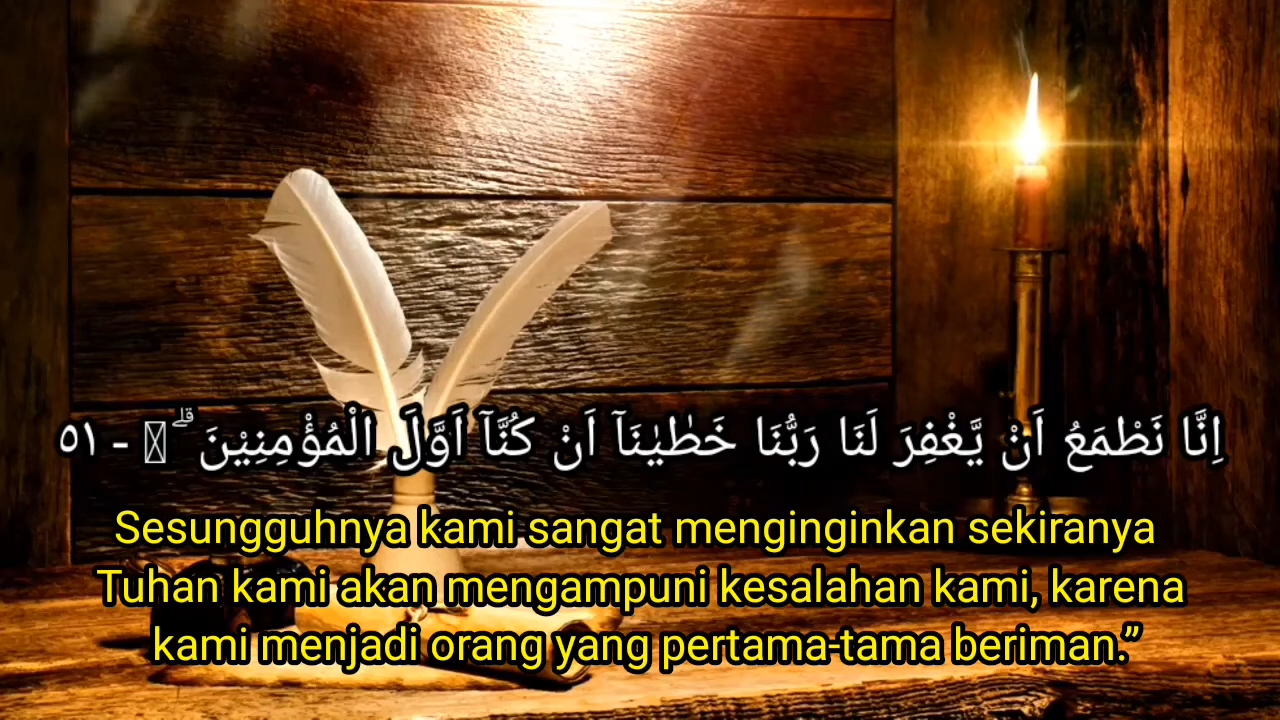 اِنَّا نَطْمَعُ اَنْ يَّغْفِرَ لَنَا رَبُّنَا خَطٰيٰنَآ اَنْ كُنَّآ اَوَّلَ الْمُؤْمِنِيْنَ ۗ - ٥١
Sesungguhnya kami sangat menginginkan sekiranya
Tuhan kami akan mengampuni kesalahan kami, karena
kami menjadi orang yang pertama-tama beriman.”